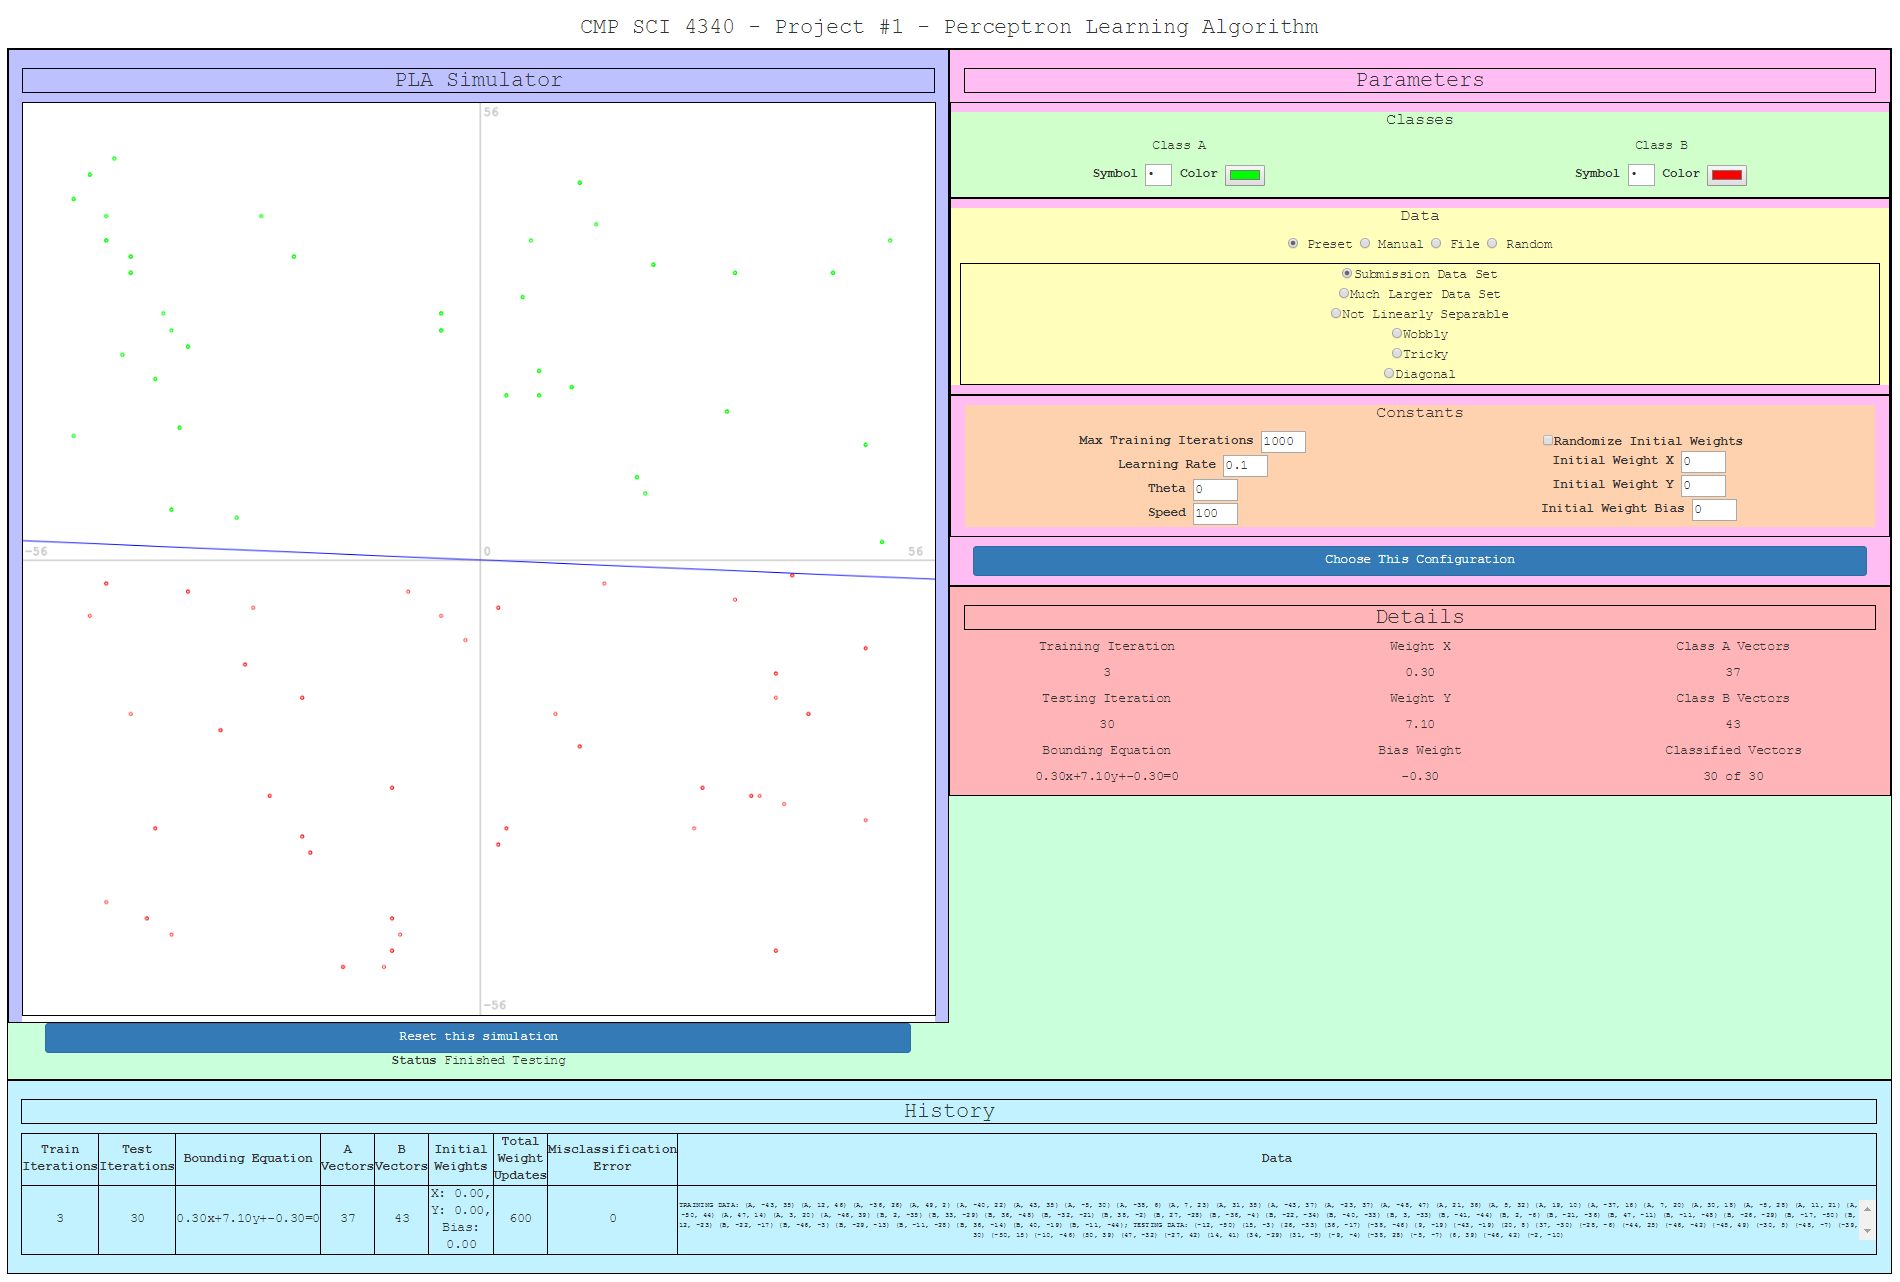 CMP SCI 4340 - Project #1 - Perceptron Learning Algorithm
PLA Simulator
56
-56
0
56
-56
Reset this simulation
Status Finished Testing
Parameters
Classes
Class A
Symbol • Color
Class B
Symbol • Color
Data
Preset Manual File Random
Submission Data Set
Much Larger Data Set
Not Linearly Separable
Wobbly
Tricky
Diagonal
Constants
Max Training Iterations 1000
Learning Rate 0.1
Theta 0
Speed 100
Randomize Initial Weights
Initial Weight X 0
Initial Weight Y 0
Initial Weight Bias 0
Choose This Configuration
Details
Training Iteration Weight X Class A Vectors
3 0.30 37
Testing Iteration Weight Y Class B Vectors
30 7.10 43
Bounding Equation Bias Weight Classified Vectors
0.30x+7.10y+-0.30=0 -0.30 30 of 30
History
Train Iterations
Test Iterations
Bounding Equation
A Vectors
B Vectors
Initial Weights
Total Weight Updates
Misclassification Error
Data
3
30
0.30x+7.10y+-0.30=0
37
43
X: 0.00,
Y: 0.00,
Bias:
0.00
600
0
TRAINING DATA:
TESTING DATA: